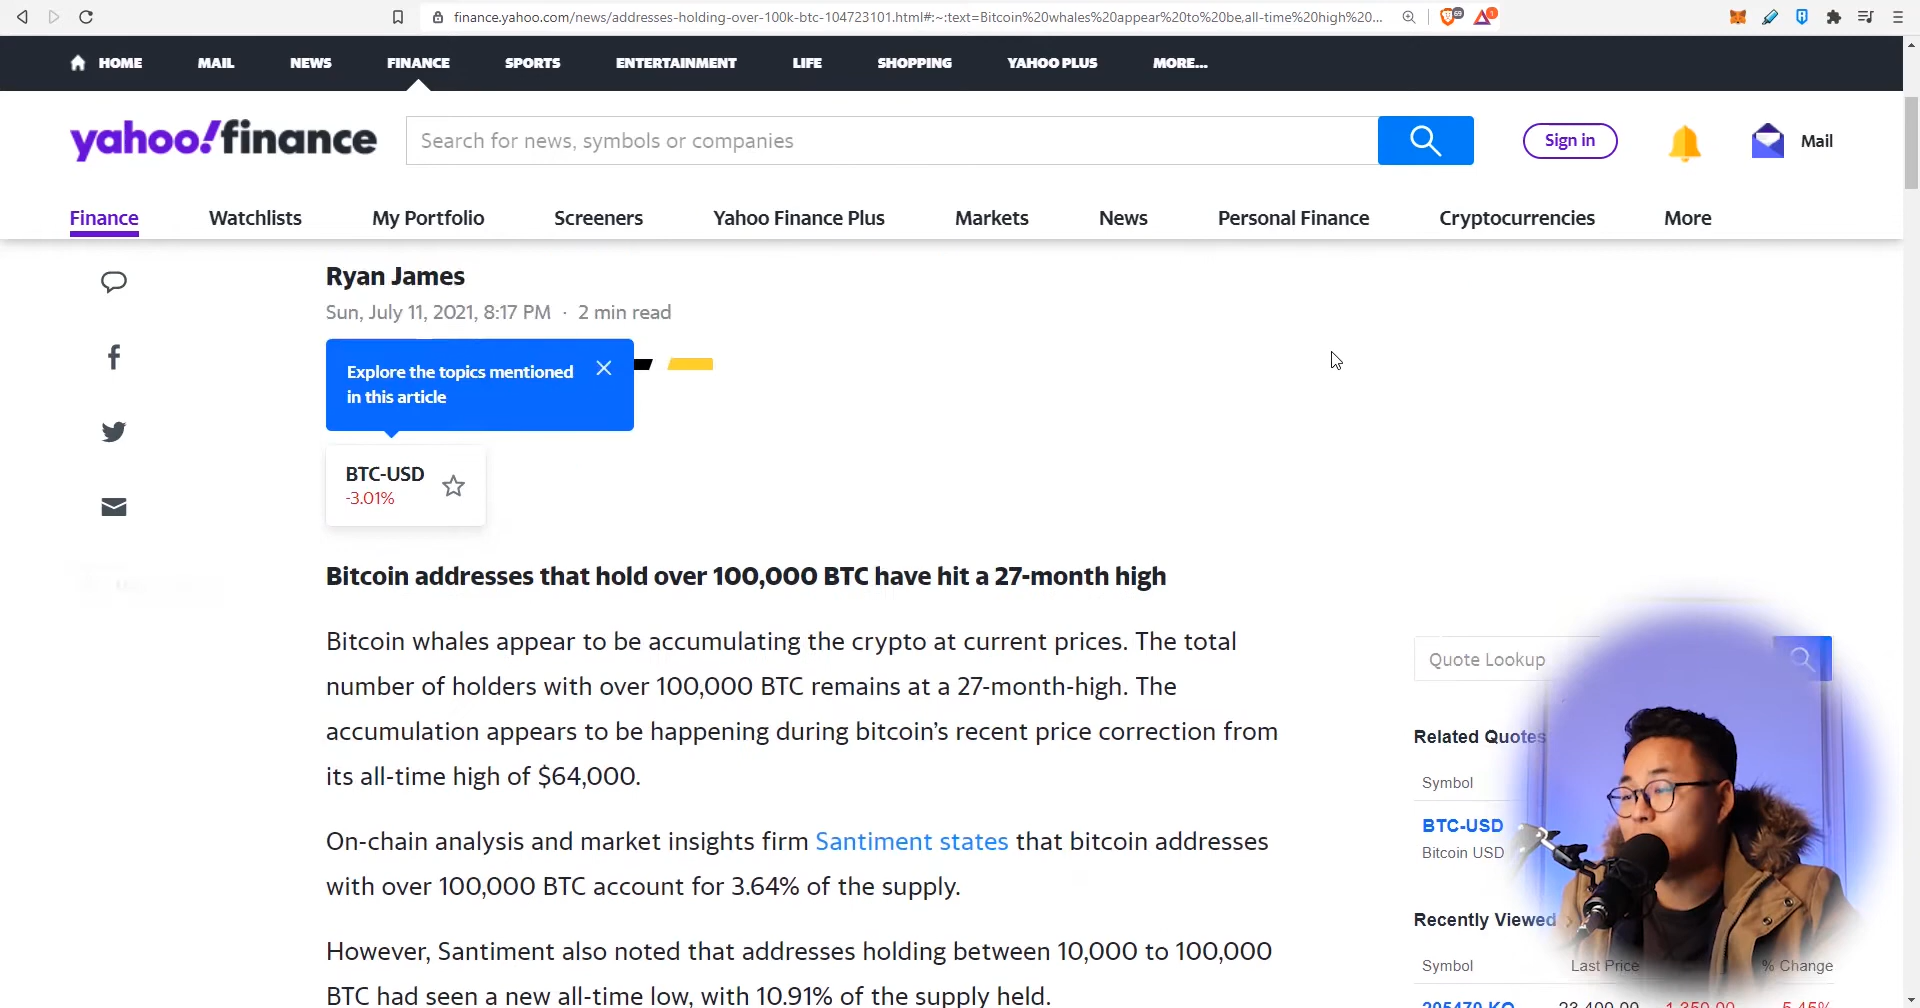 finance.yahoo.com/news/addresses-holding-over-100k-btc-104723101.html#:~:text=Bitcoin%20whales%20appear%20to%20be,all-time%20high%20...
HOME MAIL NEWS FINANCE SPORTS ENTERTAINMENT LIFE SHOPPING YAHOO PLUS MORE...
yahoo!finance
Search for news, symbols or companies
Sign in
Mail
Finance Watchlists My Portfolio Screeners Yahoo Finance Plus Markets News Personal Finance Cryptocurrencies More
Ryan James
Sun, July 11, 2021, 8:17 PM · 2 min read
Explore the topics mentioned
in this article
BTC-USD
-3.01%
Bitcoin addresses that hold over 100,000 BTC have hit a 27-month high
Bitcoin whales appear to be accumulating the crypto at current prices. The total
number of holders with over 100,000 BTC remains at a 27-month-high. The
accumulation appears to be happening during bitcoin’s recent price correction from
its all-time high of $64,000.
On-chain analysis and market insights firm Santiment states that bitcoin addresses
with over 100,000 BTC account for 3.64% of the supply.
However, Santiment also noted that addresses holding between 10,000 to 100,000
BTC had seen a new all-time low, with 10.91% of the supply held.
Quote Lookup
Related Quotes
Symbol
BTC-USD
Bitcoin USD
Recently Viewed
Symbol Last Price % Change